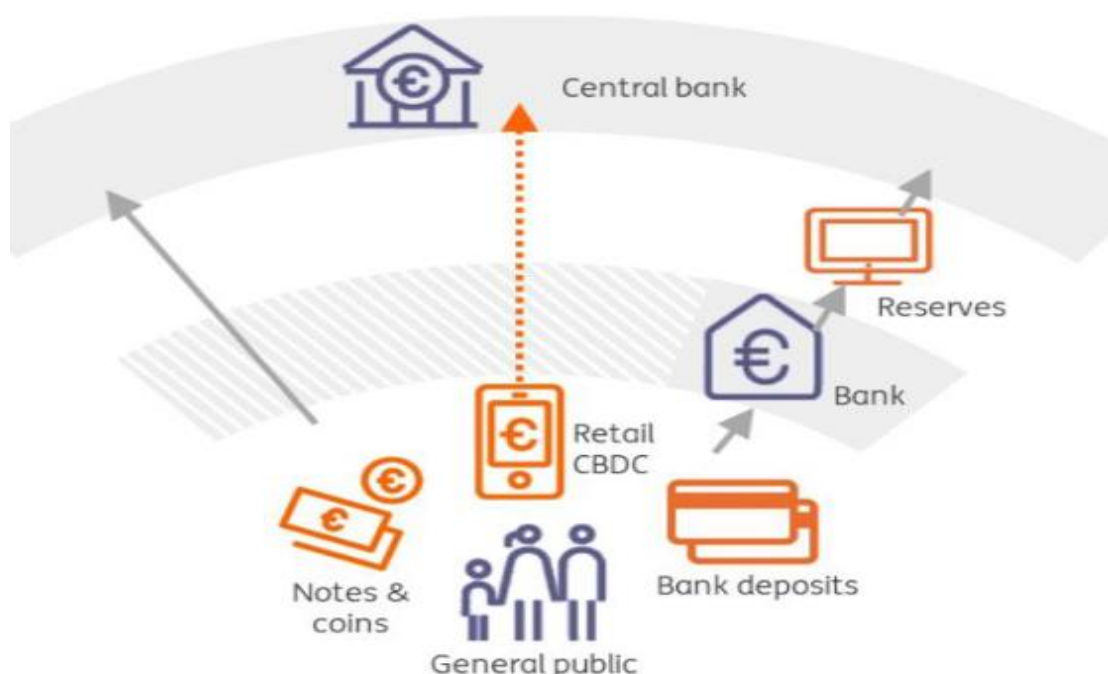 €
Central bank
Reserves
€
Bank
€
Retail
CBDC
€
€
Notes &
coins
Bank deposits
General public